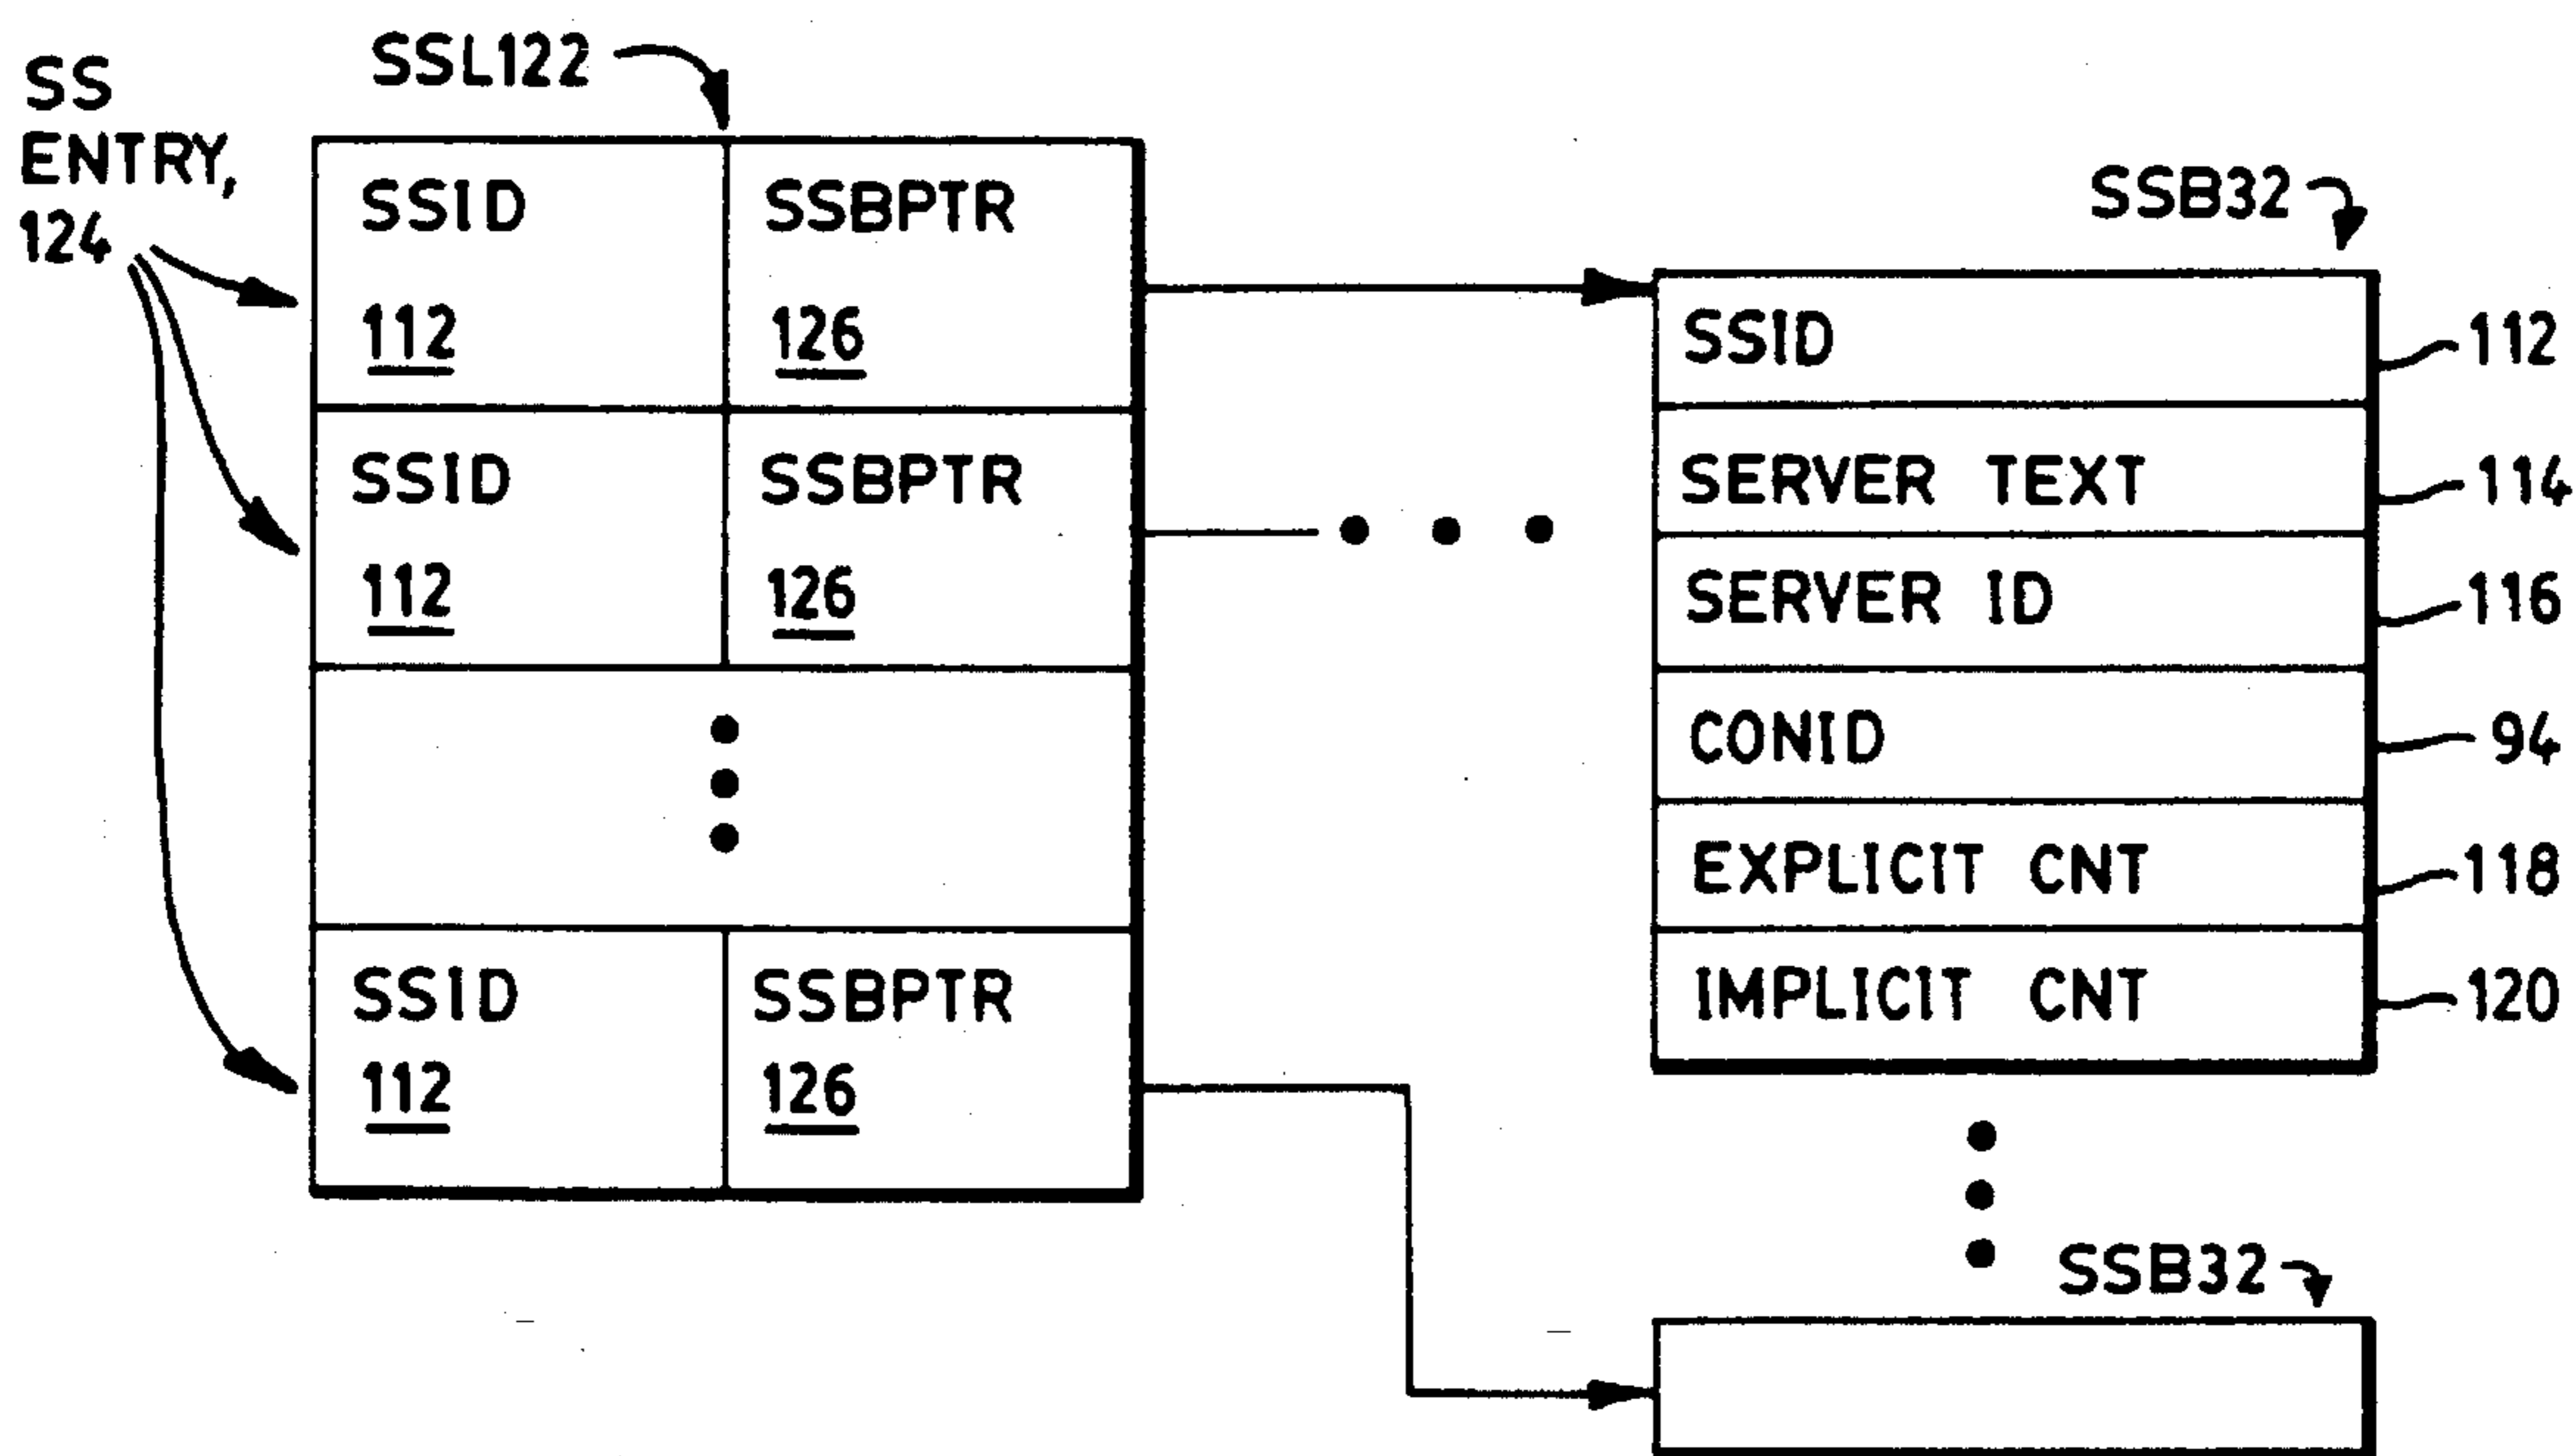 SS
ENTRY,
124
SSL122
SSID
SSBPTR
112
126
SSID
SSBPTR
112
126
SSID
SSBPTR
112
126
SSB32
SSID
112
SERVER TEXT
114
SERVER ID
116
CONID
94
EXPLICIT CNT
118
IMPLICIT CNT
120
SSB32